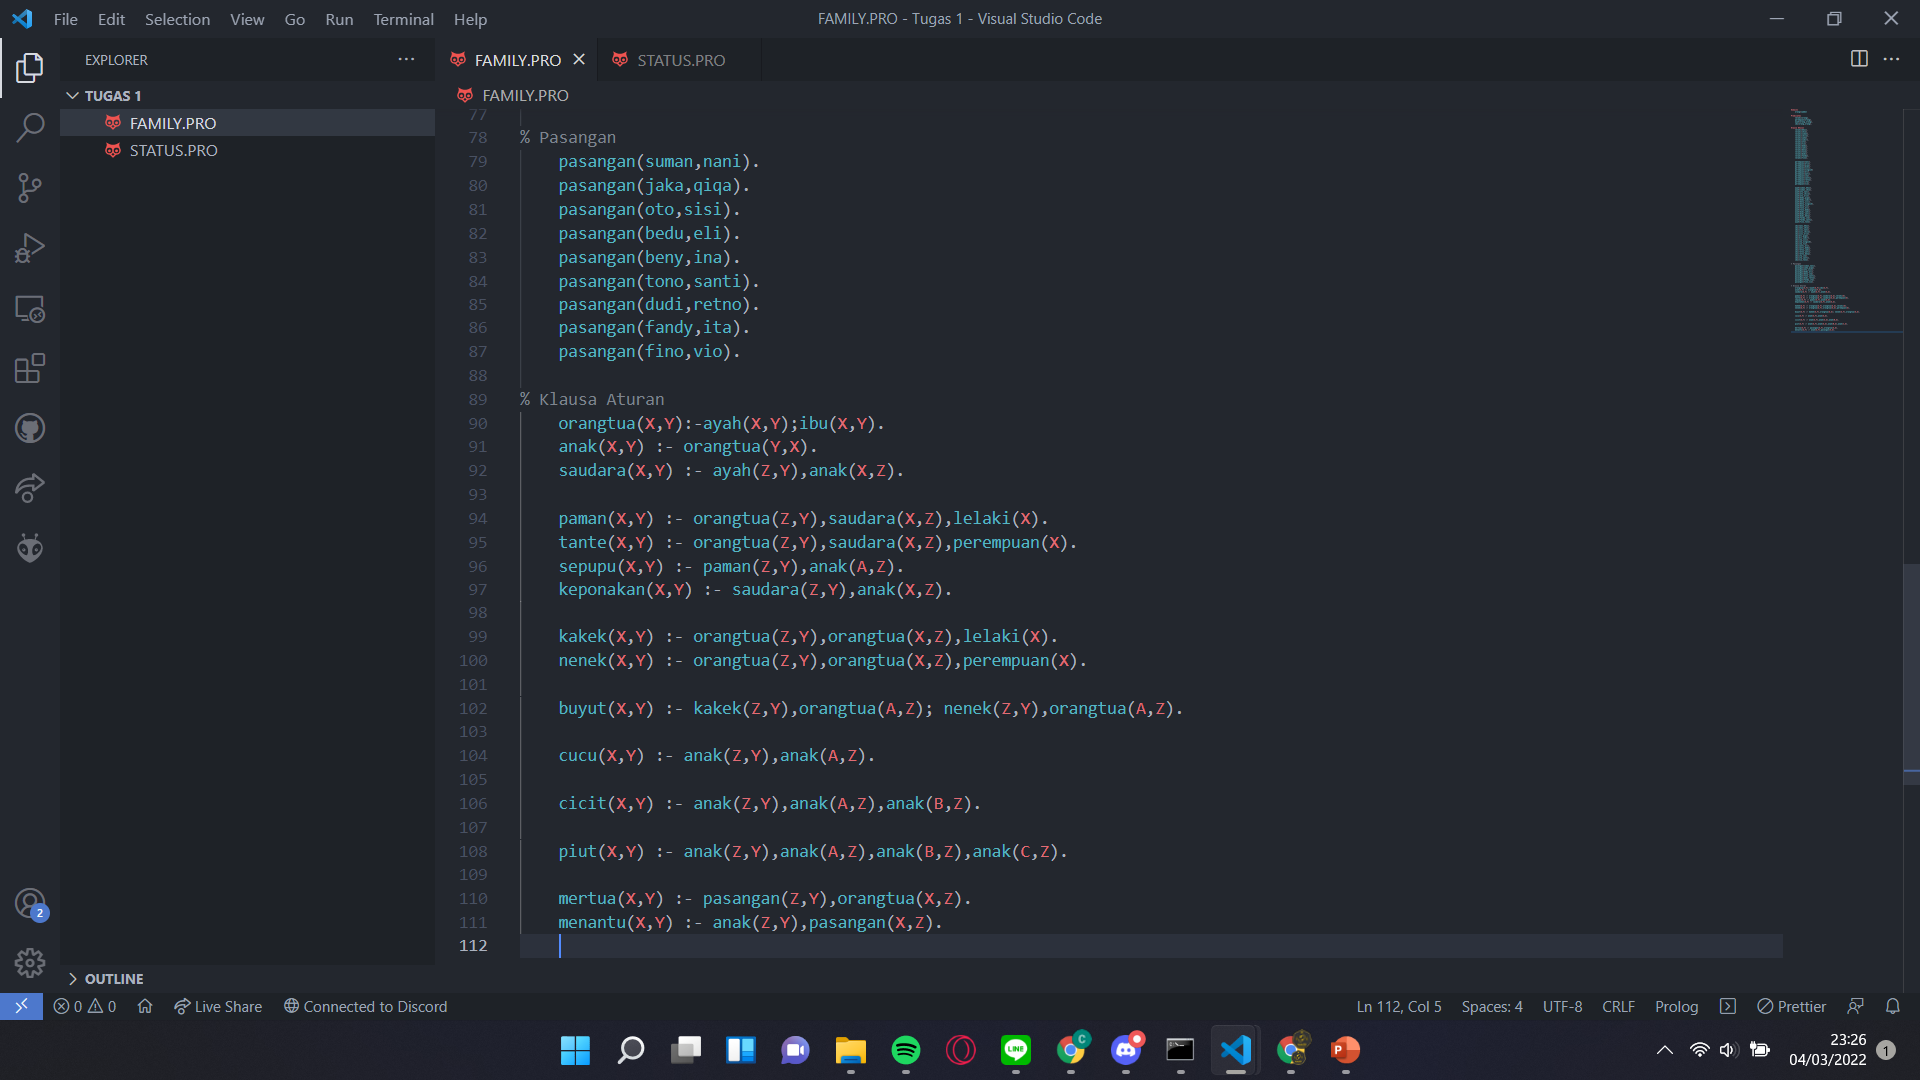 File Edit Selection View Go Run Terminal Help
FAMILY.PRO - Tugas 1 - Visual Studio Code
EXPLORER
TUGAS 1
FAMILY.PRO
STATUS.PRO
OUTLINE
FAMILY.PRO STATUS.PRO
FAMILY.PRO
77
78 % Pasangan
79 pasangan(suman,nani).
80 pasangan(jaka,qiqa).
81 pasangan(oto,sisi).
82 pasangan(bedu,eli).
83 pasangan(beny,ina).
84 pasangan(tono,santi).
85 pasangan(dudi,retno).
86 pasangan(fandy,ita).
87 pasangan(fino,vio).
88
89 % Klausa Aturan
90 orangtua(X,Y):-ayah(X,Y);ibu(X,Y).
91 anak(X,Y) :- orangtua(Y,X).
92 saudara(X,Y) :- ayah(Z,Y),anak(X,Z).
93
94 paman(X,Y) :- orangtua(Z,Y),saudara(X,Z),lelaki(X).
95 tante(X,Y) :- orangtua(Z,Y),saudara(X,Z),perempuan(X).
96 sepupu(X,Y) :- paman(Z,Y),anak(A,Z).
97 keponakan(X,Y) :- saudara(Z,Y),anak(X,Z).
98
99 kakek(X,Y) :- orangtua(Z,Y),orangtua(X,Z),lelaki(X).
100 nenek(X,Y) :- orangtua(Z,Y),orangtua(X,Z),perempuan(X).
101
102 buyut(X,Y) :- kakek(Z,Y),orangtua(A,Z); nenek(Z,Y),orangtua(A,Z).
103
104 cucu(X,Y) :- anak(Z,Y),anak(A,Z).
105
106 cicit(X,Y) :- anak(Z,Y),anak(A,Z),anak(B,Z).
107
108 piut(X,Y) :- anak(Z,Y),anak(A,Z),anak(B,Z),anak(C,Z).
109
110 mertua(X,Y) :- pasangan(Z,Y),orangtua(X,Z).
111 menantu(X,Y) :- anak(Z,Y),pasangan(X,Z).
112
2
0 0 Live Share Connected to Discord
Ln 112, Col 5 Spaces: 4 UTF-8 CRLF Prolog Prettier
LINE
C
P
23:26
04/03/2022
1